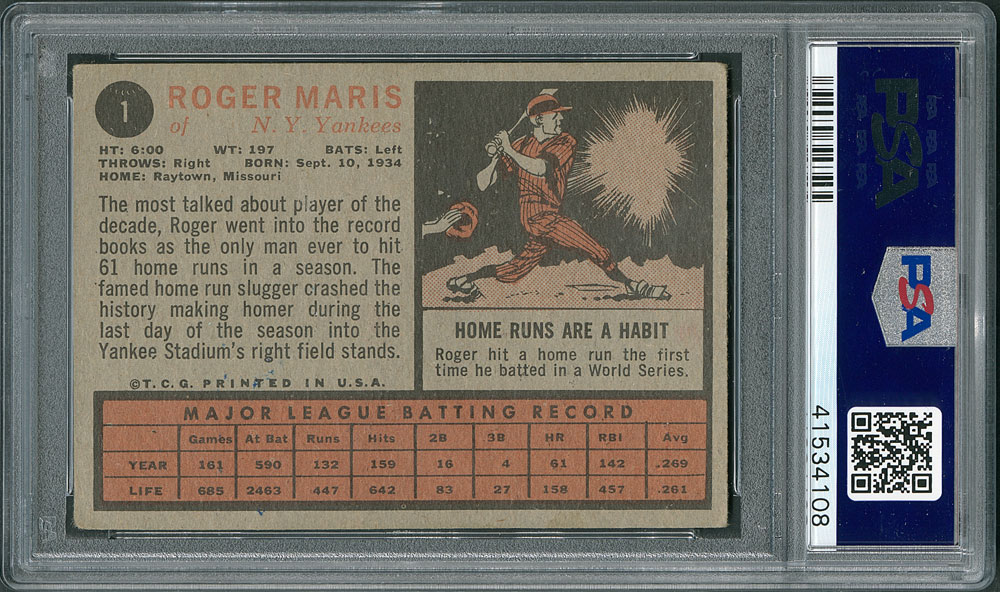 1
ROGER MARIS
of N. Y. Yankees
HT: 6:00 WT: 197 BATS: Left
THROWS: Right BORN: Sept. 10, 1934
HOME: Raytown, Missouri
The most talked about player of the
decade, Roger went into the record
books as the only man ever to hit
61 home runs in a season. The
famed home run slugger crashed the
history making homer during the
last day of the season into the
Yankee Stadium's right field stands.
©T.C.G. PRINTED IN U.S.A.
HOME RUNS ARE A HABIT
Roger hit a home run the first
time he batted in a World Series.
MAJOR LEAGUE BATTING RECORD
Games At Bat Runs Hits 2B 3B HR RBI Avg
YEAR 161 590 132 159 16 4 61 142 .269
LIFE 685 2463 447 642 83 27 158 457 .261
PSA
PSA
41534108